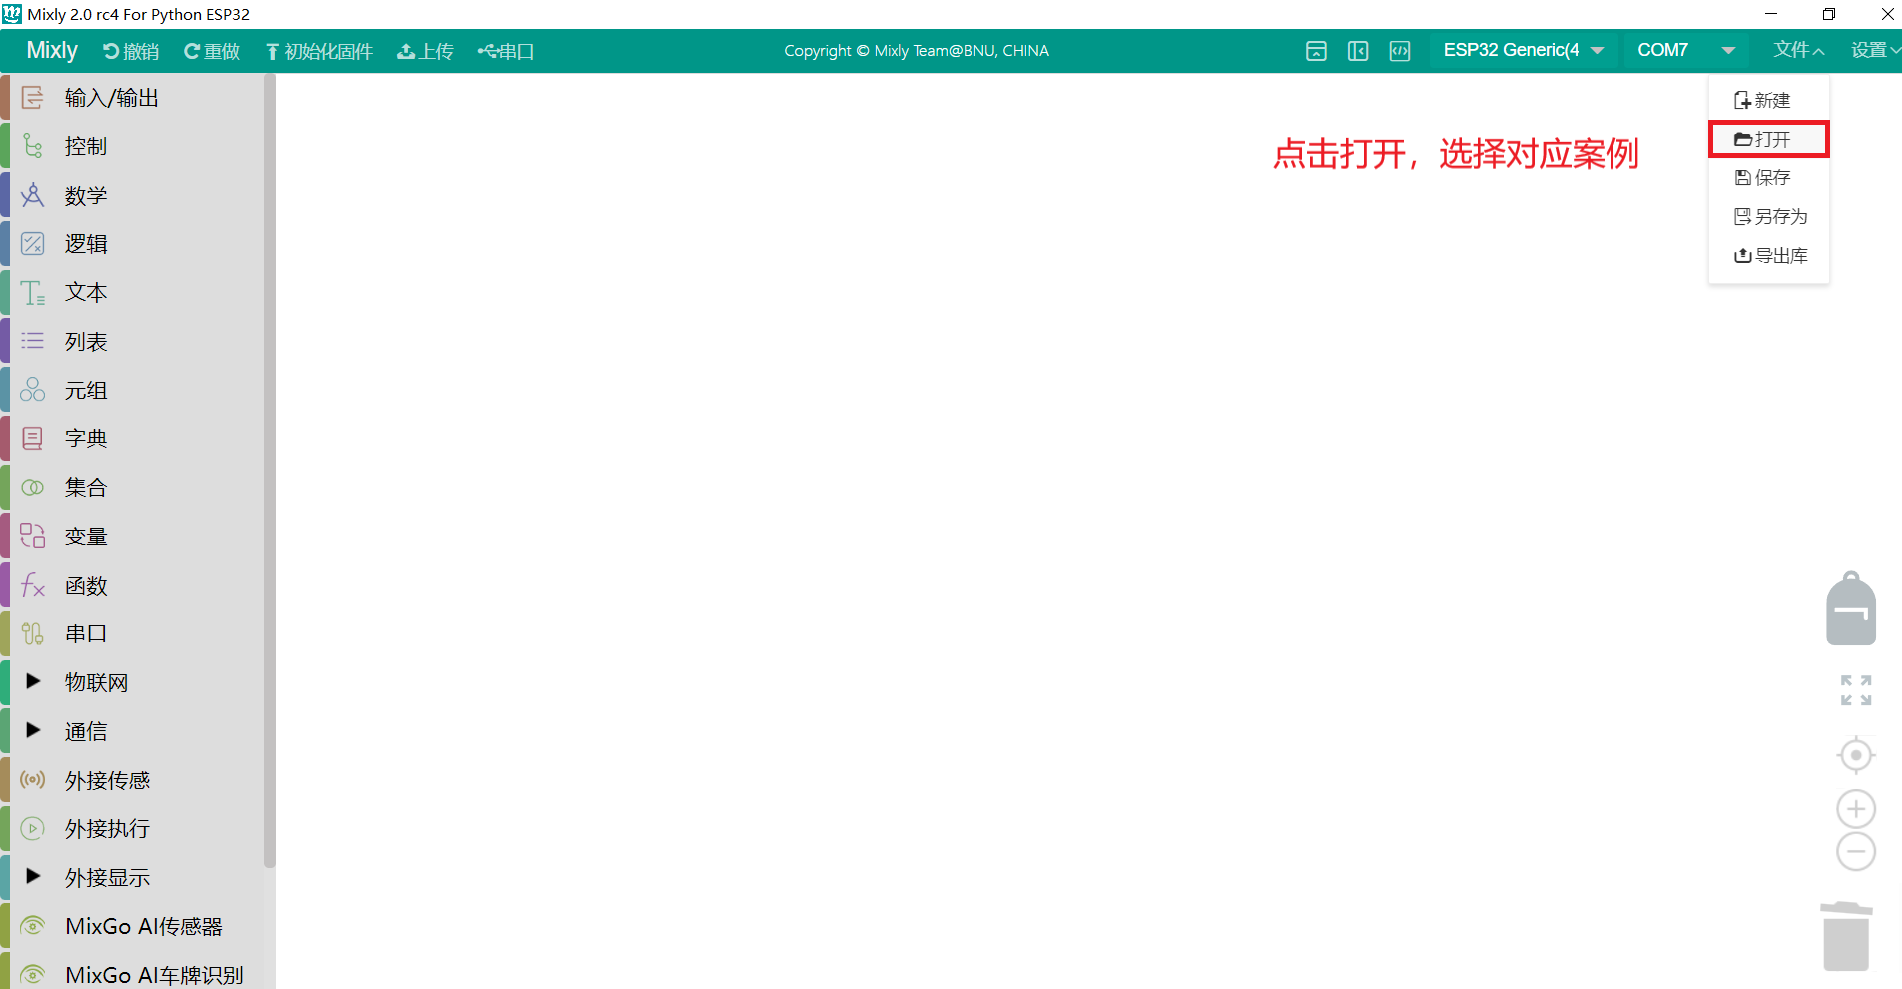 Mixly 2.0 rc4 For Python ESP32
Mixly 撤销 重做 初始化固件 上传 串口 Copyright © Mixly Team@BNU, CHINA ESP32 Generic(4 COM7 文件 设置
新建
打开
保存
另存为
导出库
点击打开，选择对应案例
输入/输出
控制
数学
逻辑
文本
列表
元组
字典
集合
变量
函数
串口
物联网
通信
外接传感
外接执行
外接显示
MixGo AI传感器
MixGo AI车牌识别